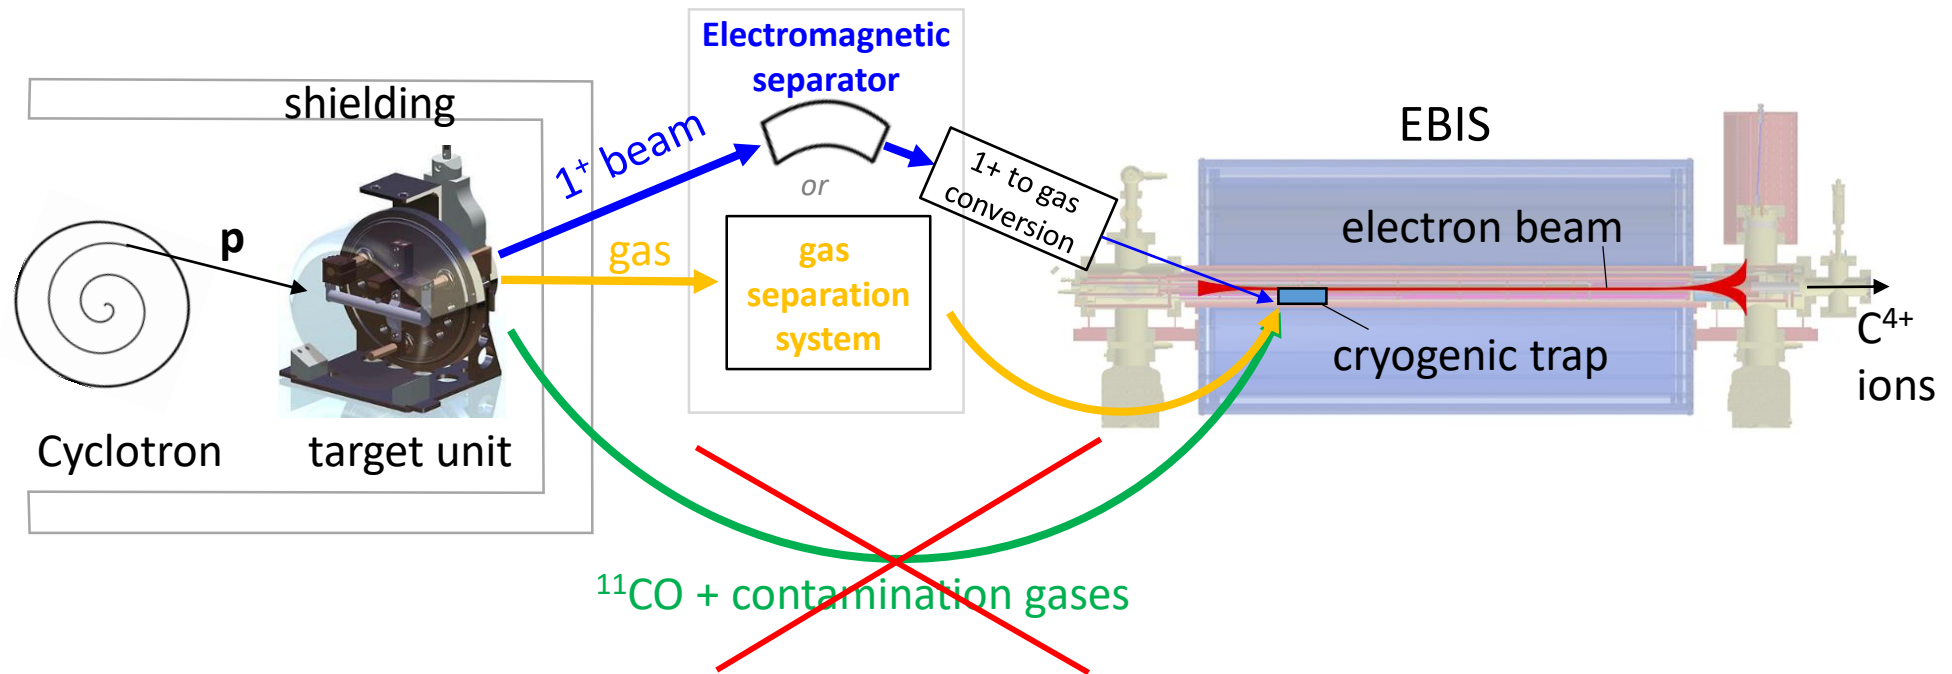 Electromagnetic
separator
shielding
EBIS
1⁺ beam
1+ to gas
conversion
or
p
gas
gas
separation
system
electron beam
cryogenic trap
C⁴⁺
ions
Cyclotron
target unit
¹¹CO + contamination gases